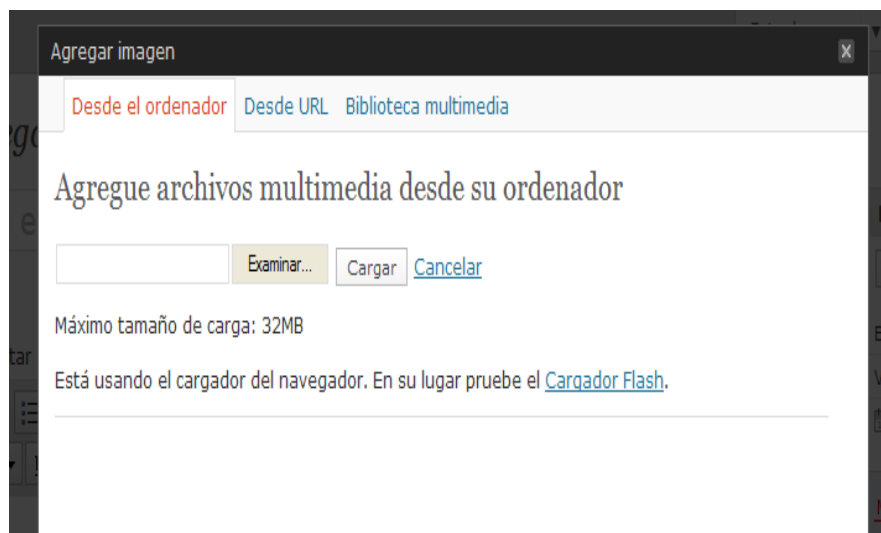 Agregar imagen
Desde el ordenador Desde URL Biblioteca multimedia
Agregue archivos multimedia desde su ordenador
Examinar... Cargar Cancelar
Máximo tamaño de carga: 32MB
Está usando el cargador del navegador. En su lugar pruebe el Cargador Flash.